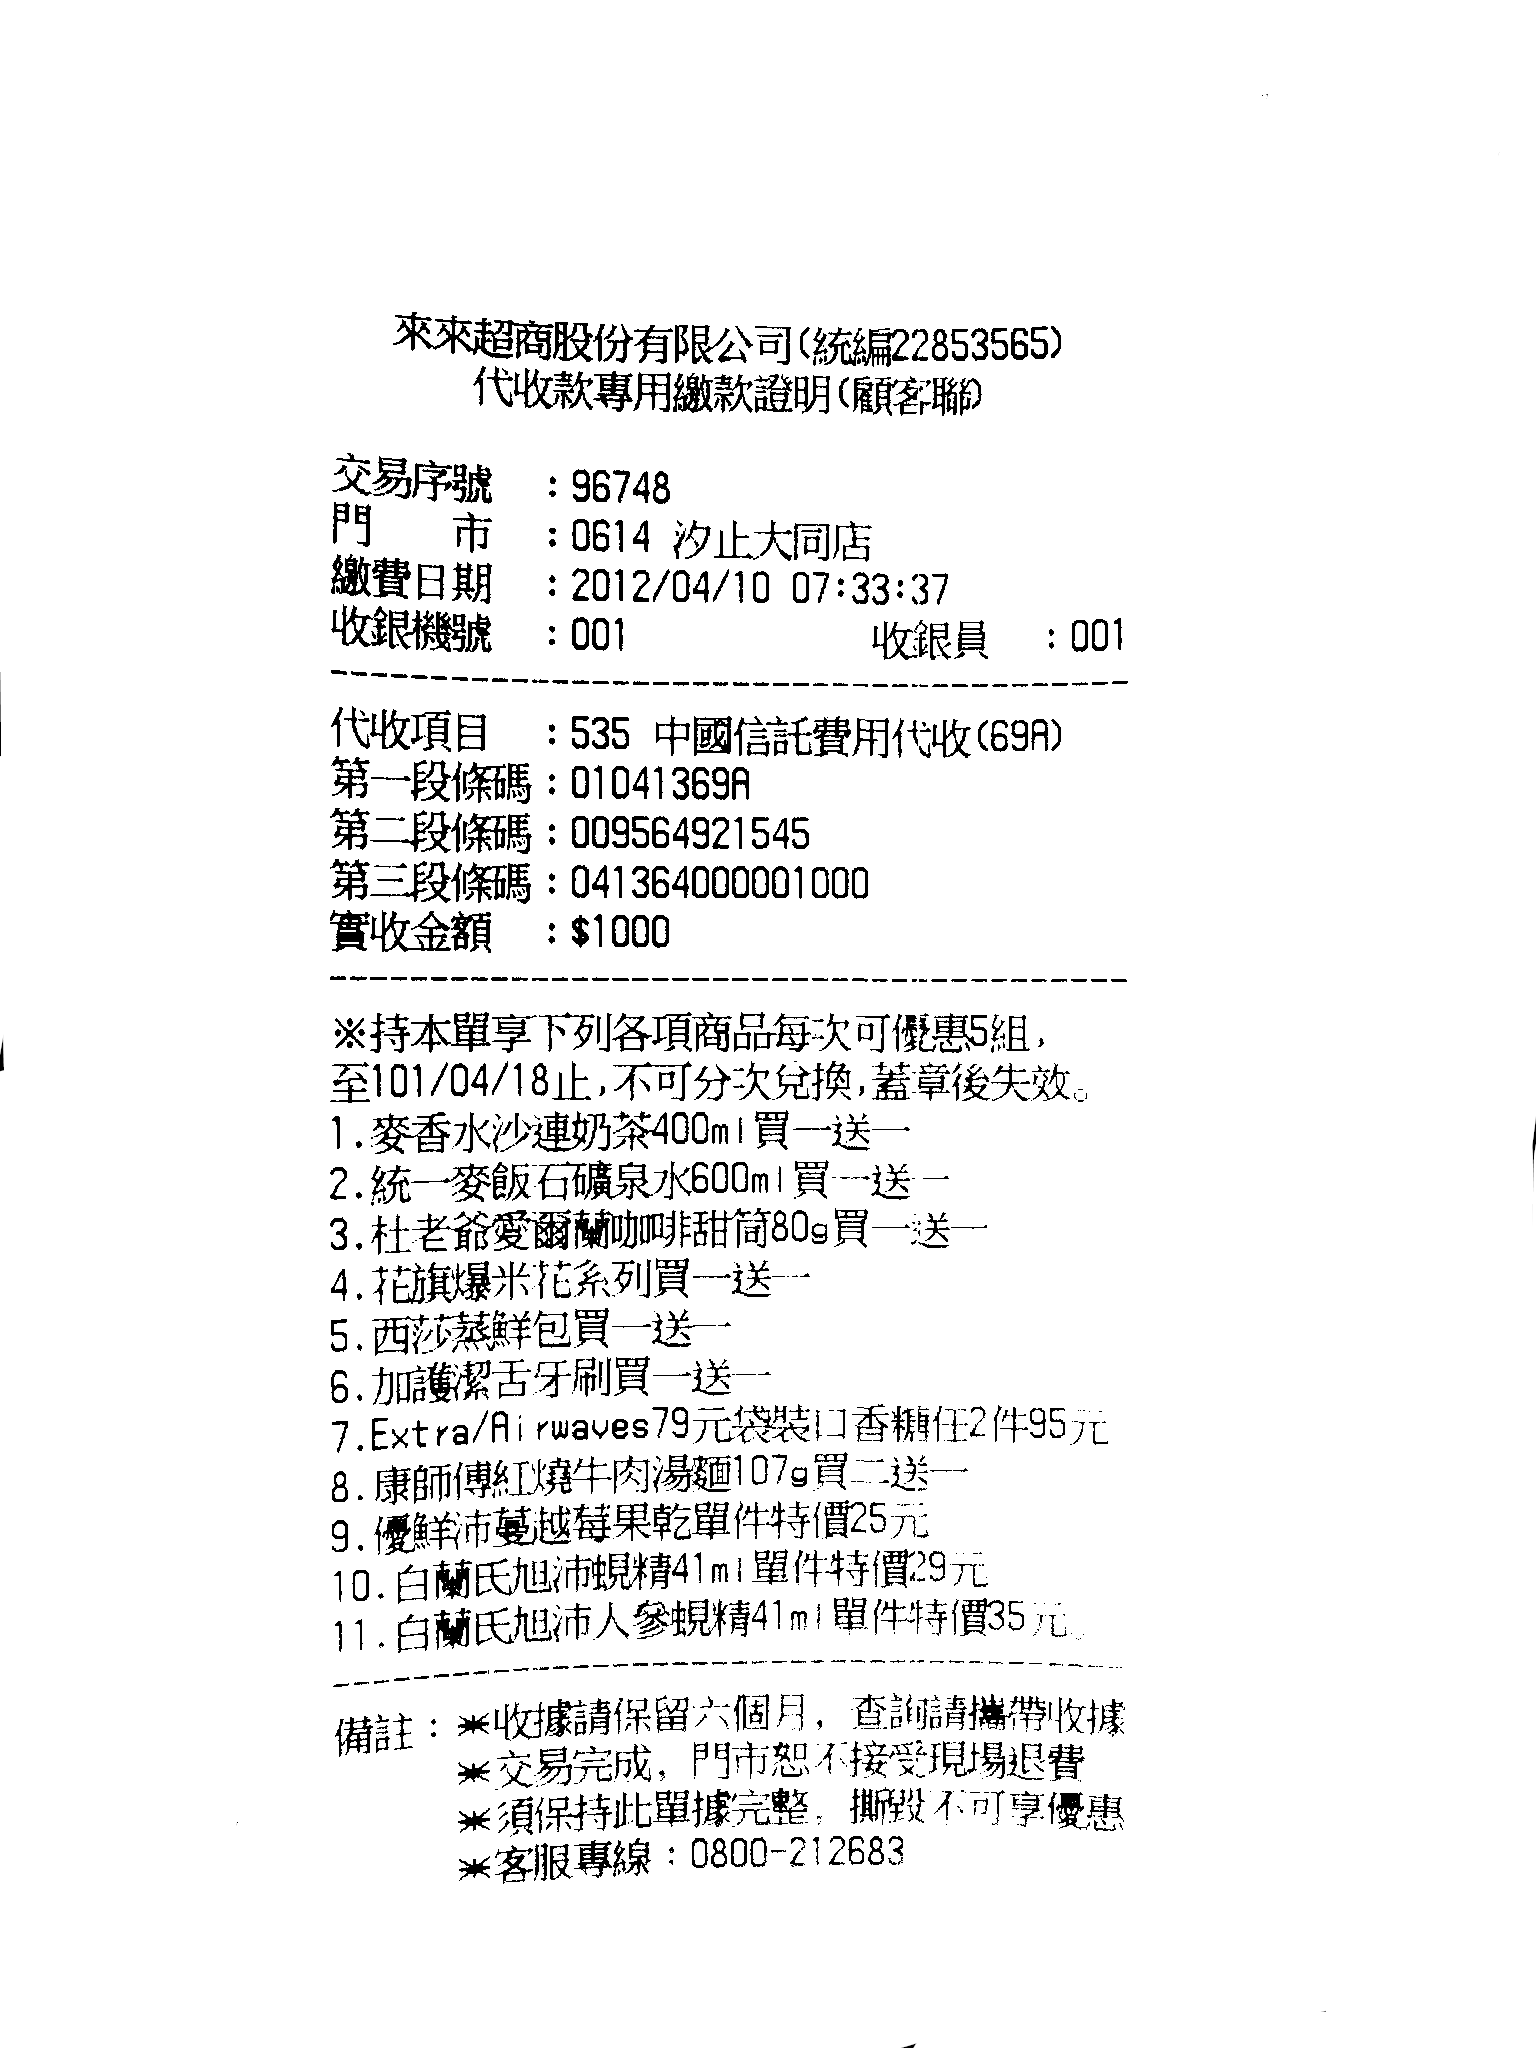 來來超商股份有限公司(統編22853565)
代收款專用繳款證明(顧客聯)
交易序號 :96748
門 市 :0614 汐止大同店
繳費日期 :2012/04/10 07:33:37
收銀機號 :001 收銀員 :001
代收項目 :535 中國信託費用代收(69A)
第一段條碼:01041369A
第二段條碼:009564921545
第三段條碼:041364000001000
實收金額 :$1000
※持本單享下列各項商品每次可優惠5組,
至101/04/18止,不可分次兌換,蓋章後失效。
1.麥香水沙連奶茶400ml買一送一
2.統一麥飯石礦泉水600ml買一送一
3.杜老爺愛爾蘭咖啡甜筒80g買一送一
4.花旗爆米花系列買一送一
5.西莎蒸鮮包買一送一
6.加護潔舌牙刷買一送一
7.Extra/Airwaves79元袋裝口香糖任2件95元
8.康師傅紅燒牛肉湯麵107g買二送一
9.優鮮沛蔓越莓果乾單件特價25元
10.白蘭氏旭沛蜆精41ml單件特價29元
11.白蘭氏旭沛人參蜆精41ml單件特價35元。
備註:*收據請保留六個月,查詢請攜帶收據
*交易完成,門市恕不接受現場退費
*須保持此單據完整,撕毀不可享優惠
*客服專線:0800-212683